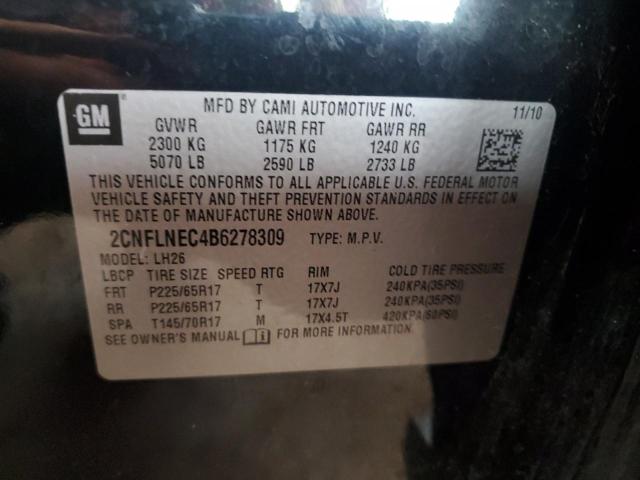 GM ® MFD BY CAMI AUTOMOTIVE INC. 11/10
GVWR GAWR FRT GAWR RR
2300 KG 1175 KG 1240 KG
5070 LB 2590 LB 2733 LB
THIS VEHICLE CONFORMS TO ALL APPLICABLE U.S. FEDERAL MOTOR
VEHICLE SAFETY AND THEFT PREVENTION STANDARDS IN EFFECT ON
THE DATE OF MANUFACTURE SHOWN ABOVE.
2CNFLNEC4B6278309 TYPE: M.P.V.
MODEL: LH26
LBCP TIRE SIZE SPEED RTG RIM COLD TIRE PRESSURE
FRT P225/65R17 T 17X7J 240KPA(35PSI)
RR P225/65R17 T 17X7J 240KPA(35PSI)
SPA T145/70R17 M 17X4.5T 420KPA(60PSI)
SEE OWNER'S MANUAL FOR MORE INFORMATION.